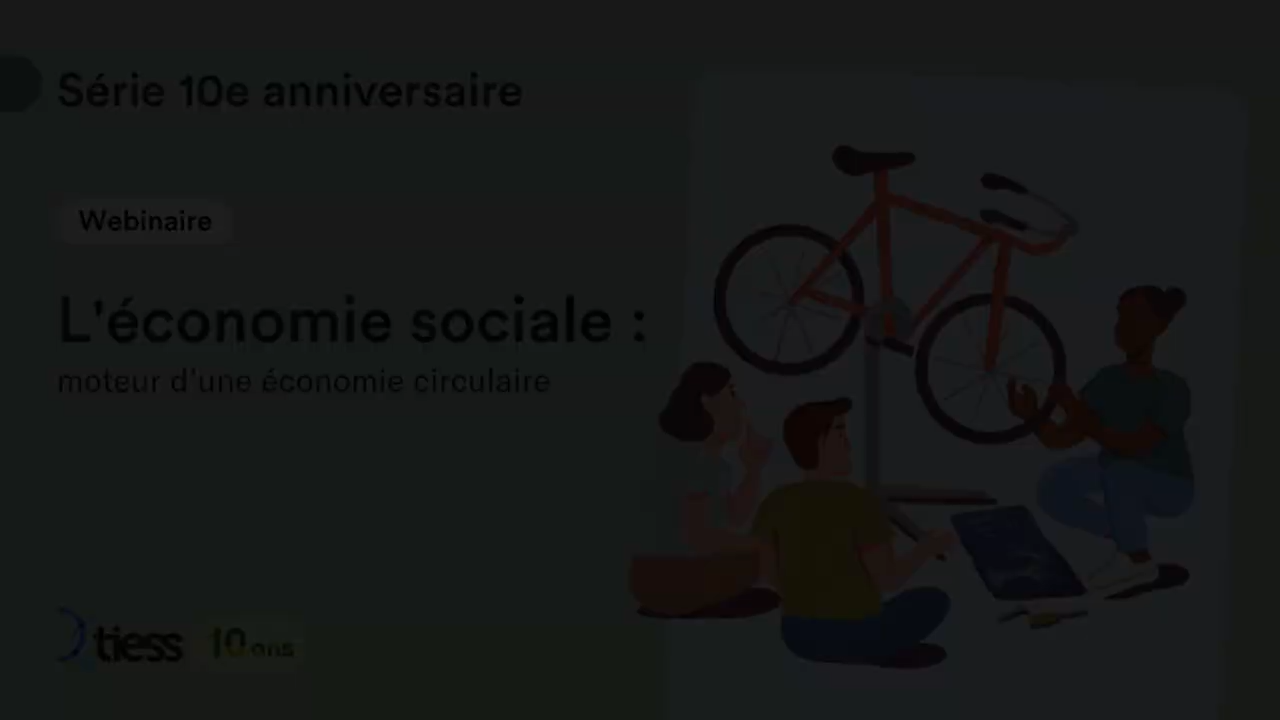 Série 10e anniversaire
Webinaire
L'économie sociale :
moteur d'une économie circulaire
tiess 10 ans